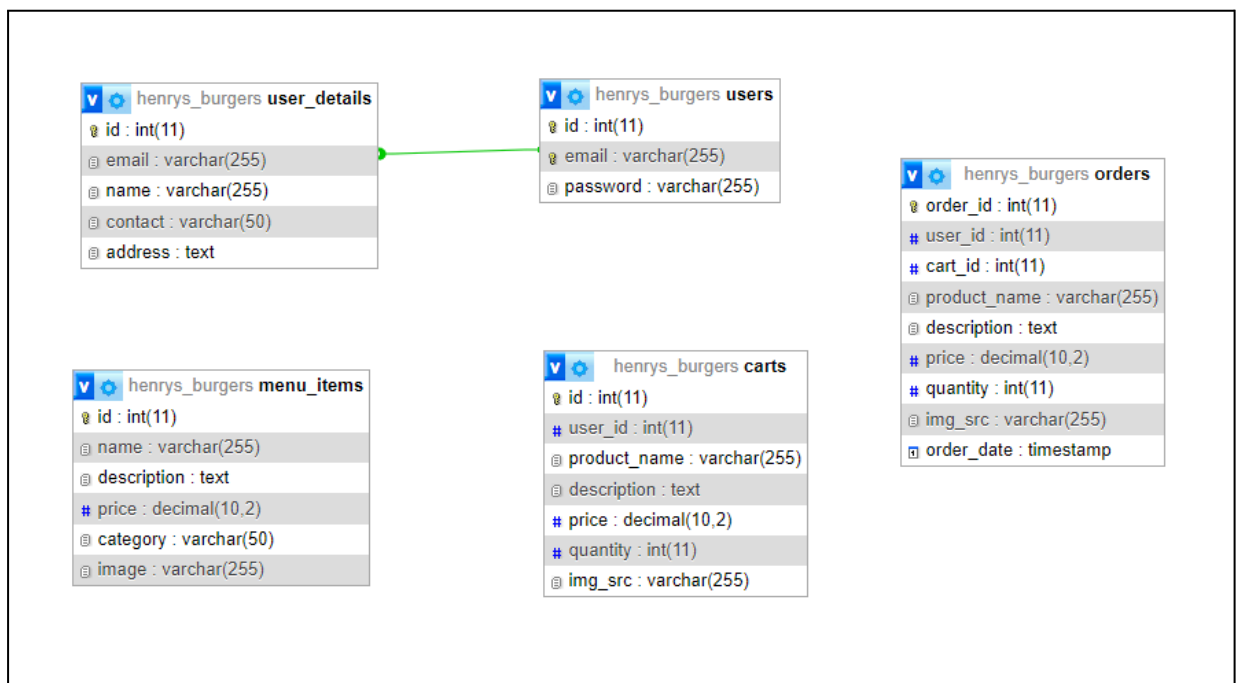 henrys_burgers user_details
id : int(11)
email : varchar(255)
name : varchar(255)
contact : varchar(50)
address : text
henrys_burgers users
id : int(11)
email : varchar(255)
password : varchar(255)
henrys_burgers orders
order_id : int(11)
# user_id : int(11)
# cart_id : int(11)
product_name : varchar(255)
description : text
# price : decimal(10,2)
# quantity : int(11)
img_src : varchar(255)
order_date : timestamp
henrys_burgers menu_items
id : int(11)
name : varchar(255)
description : text
# price : decimal(10,2)
category : varchar(50)
image : varchar(255)
henrys_burgers carts
id : int(11)
# user_id : int(11)
product_name : varchar(255)
description : text
# price : decimal(10,2)
# quantity : int(11)
img_src : varchar(255)